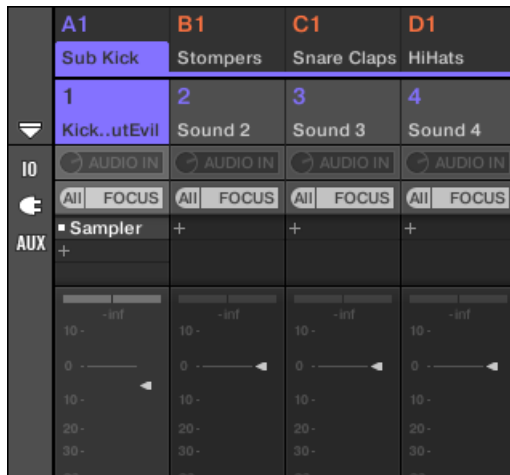 A1 B1 C1 D1
Sub Kick Stompers Snare Claps HiHats
1 2 3 4
Kick..utEvil Sound 2 Sound 3 Sound 4
IO AUDIO IN AUDIO IN AUDIO IN AUDIO IN
All FOCUS All FOCUS All FOCUS All FOCUS
Sampler + + +
AUX +
-inf -inf -inf -inf
10 - 10 - 10 - 10 -
0 - 0 - 0 - 0 -
10 - 10 - 10 - 10 -
20 - 20 - 20 - 20 -
30 - 30 - 30 - 30 -